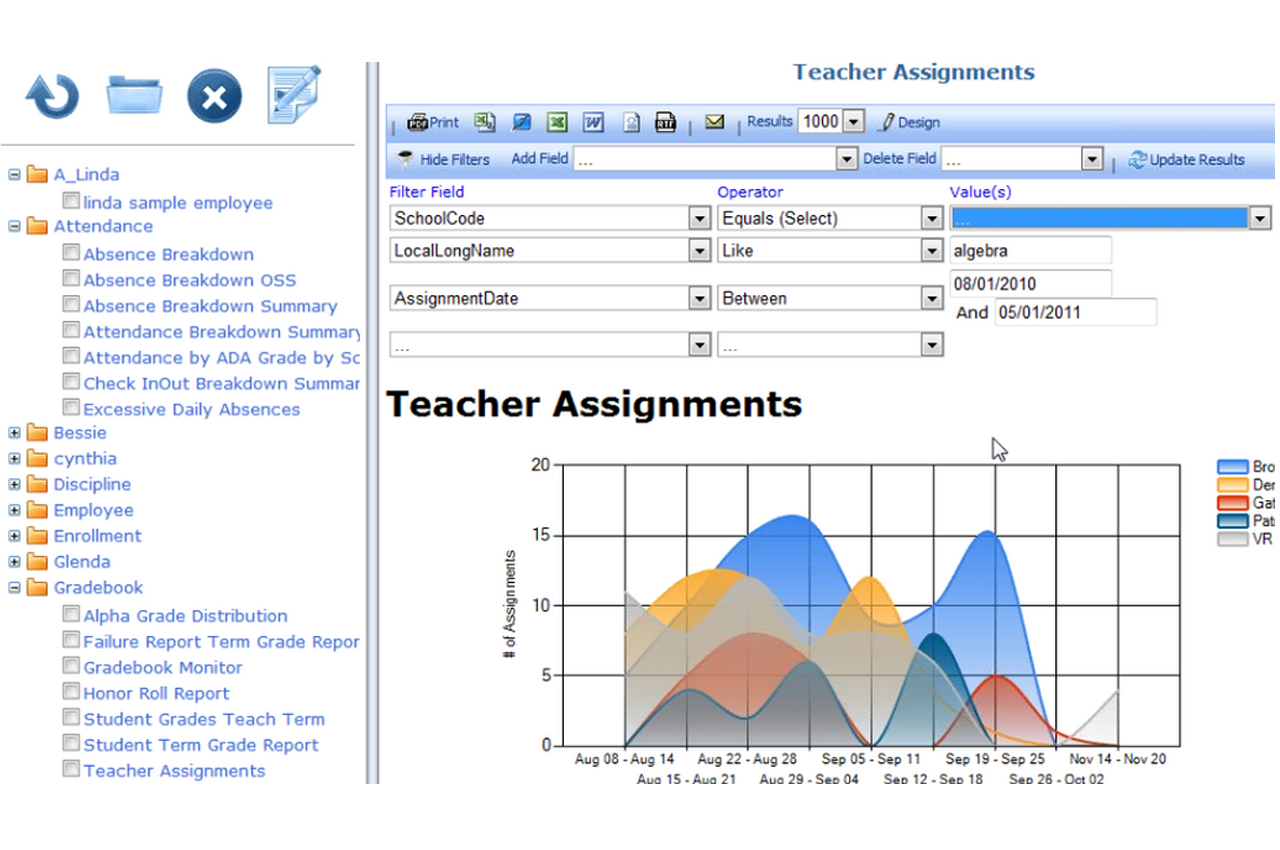 A_Linda
linda sample employee
Attendance
Absence Breakdown
Absence Breakdown OSS
Absence Breakdown Summary
Attendance Breakdown Summary
Attendance by ADA Grade by Sc
Check InOut Breakdown Summar
Excessive Daily Absences
Bessie
cynthia
Discipline
Employee
Enrollment
Glenda
Gradebook
Alpha Grade Distribution
Failure Report Term Grade Repor
Gradebook Monitor
Honor Roll Report
Student Grades Teach Term
Student Term Grade Report
Teacher Assignments
Teacher Assignments
Print Results 1000 Design
Hide Filters Add Field ... Delete Field ... Update Results
Filter Field Operator Value(s)
SchoolCode Equals (Select) ...
LocalLongName Like algebra
AssignmentDate Between 08/01/2010
And 05/01/2011
... ...
Teacher Assignments
20
15
10
5
0
# of Assignments
Bro
Der
Gat
Pat
VR
Aug 08 - Aug 14 Aug 22 - Aug 28 Sep 05 - Sep 11 Sep 19 - Sep 25 Nov 14 - Nov 20
Aug 15 - Aug 21 Aug 29 - Sep 04 Sep 12 - Sep 18 Sep 26 - Oct 02